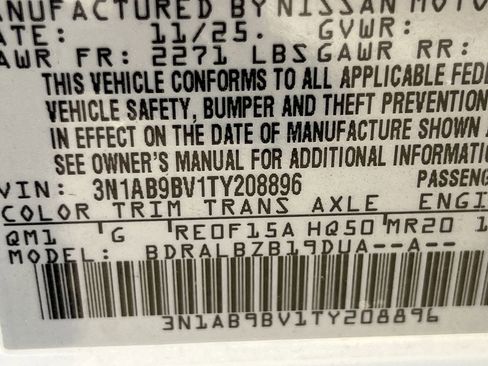 MANUFACTURED BY NISSAN MOTO
DATE: 11/25. GVWR:
GAWR FR: 2271 LBS GAWR RR:
THIS VEHICLE CONFORMS TO ALL APPLICABLE FEDE
VEHICLE SAFETY, BUMPER AND THEFT PREVENTION
IN EFFECT ON THE DATE OF MANUFACTURE SHOWN A
SEE OWNER'S MANUAL FOR ADDITIONAL INFORMATIO
VIN: 3N1AB9BV1TY208896 PASSENG
COLOR TRIM TRANS AXLE ENGI
QM1 G RE0F15A HQ50 MR20 1
MODEL: BDRALBZB19DUA--A--
3N1AB9BV1TY208896